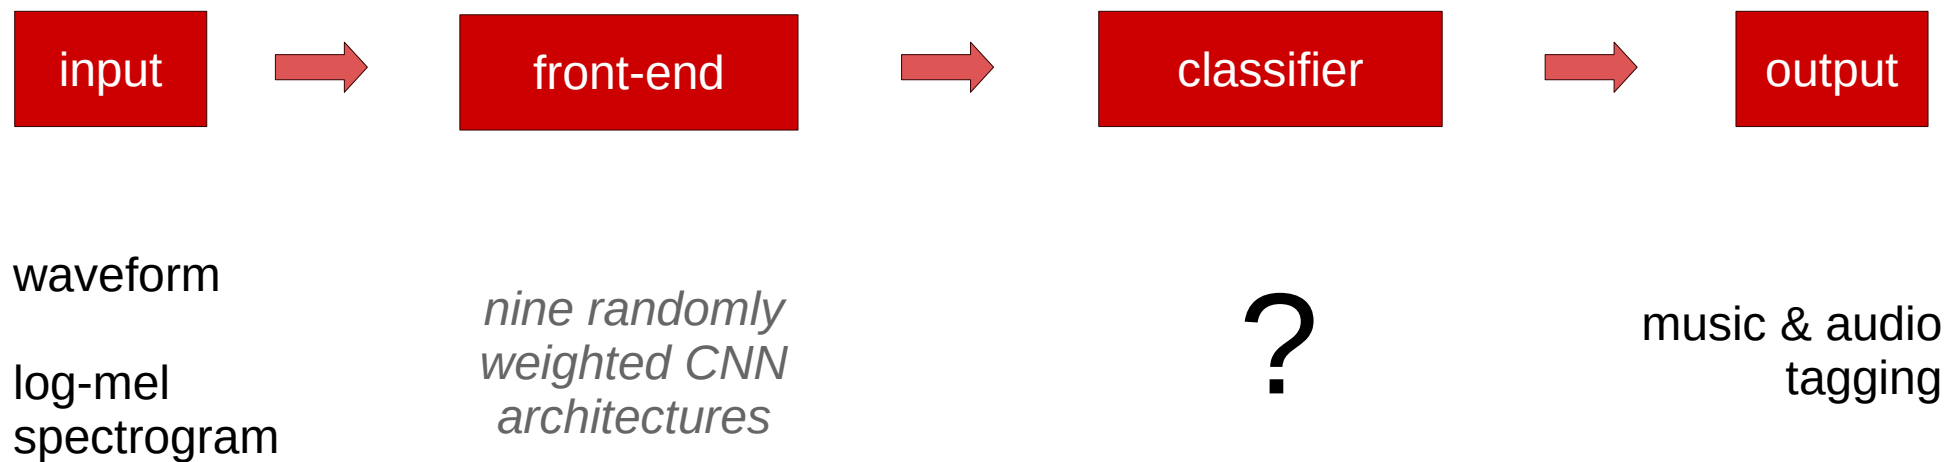 input
front-end
classifier
output
waveform
log-mel
spectrogram
nine randomly
weighted CNN
architectures
?
music & audio
tagging